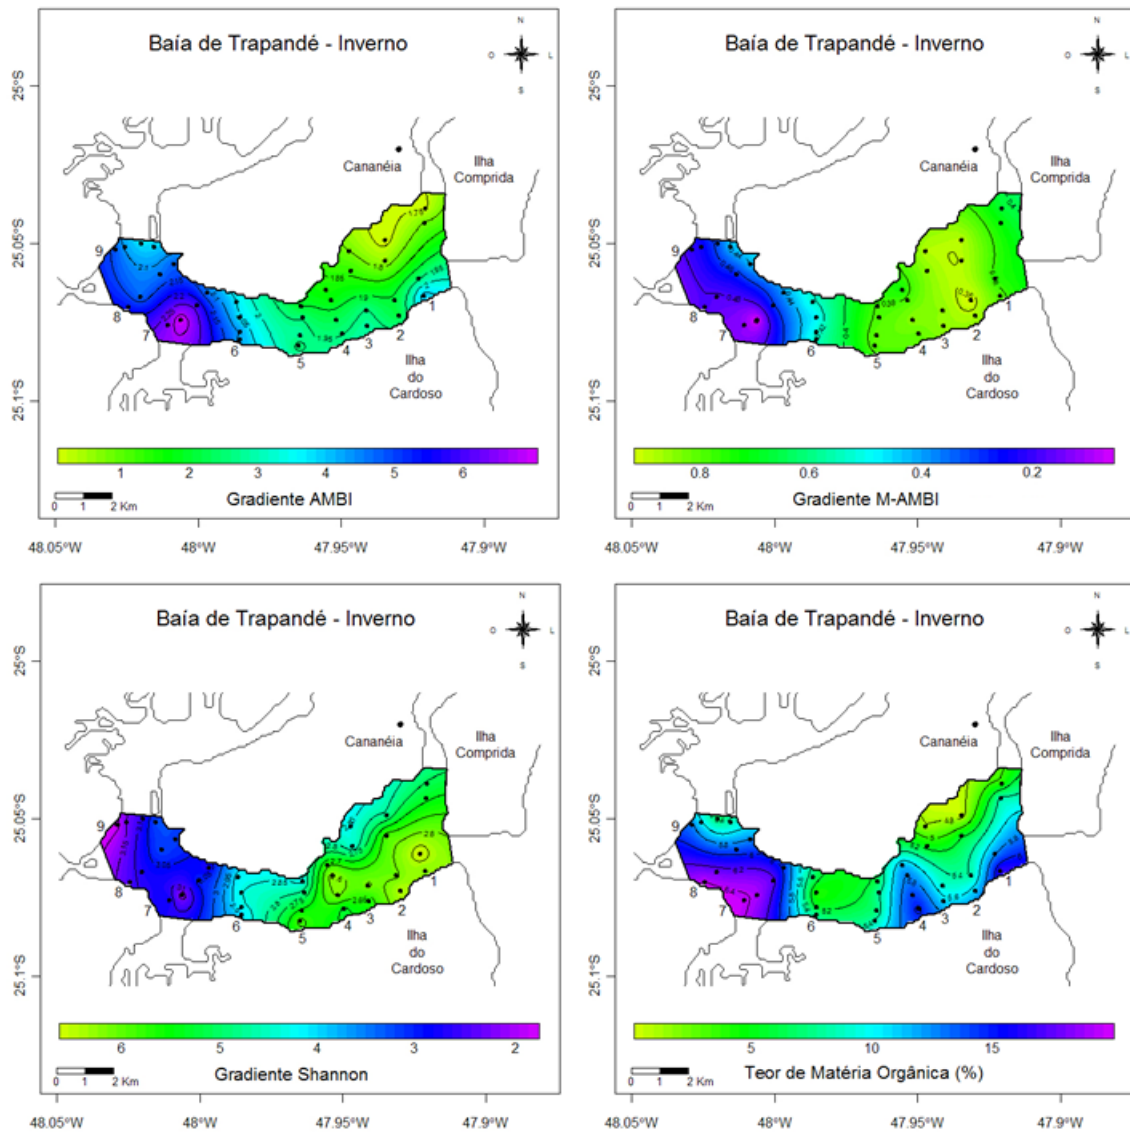 Baía de Trapandé - Inverno
N
O
L
S
25°S
25.05°S
25.1°S
Cananéia
Ilha
Comprida
Ilha
do
Cardoso
9
8
7
6
5
4
3
2
1
1 2 3 4 5 6
Gradiente AMBI
0 1 2 Km
48.05°W 48°W 47.95°W 47.9°W
Baía de Trapandé - Inverno
N
O
L
S
25°S
25.05°S
25.1°S
Cananéia
Ilha
Comprida
Ilha
do
Cardoso
9
8
7
6
5
4
3
2
1
0.8 0.6 0.4 0.2
Gradiente M-AMBI
0 1 2 Km
48.05°W 48°W 47.95°W 47.9°W
Baía de Trapandé - Inverno
N
O
L
S
25°S
25.05°S
25.1°S
Cananéia
Ilha
Comprida
Ilha
do
Cardoso
9
8
7
6
5
4
3
2
1
6 5 4 3 2
Gradiente Shannon
0 1 2 Km
48.05°W 48°W 47.95°W 47.9°W
Baía de Trapandé - Inverno
N
O
L
S
25°S
25.05°S
25.1°S
Cananéia
Ilha
Comprida
Ilha
do
Cardoso
9
8
7
6
5
4
3
2
1
5 10 15
Teor de Matéria Orgânica (%)
0 1 2 Km
48.05°W 48°W 47.95°W 47.9°W